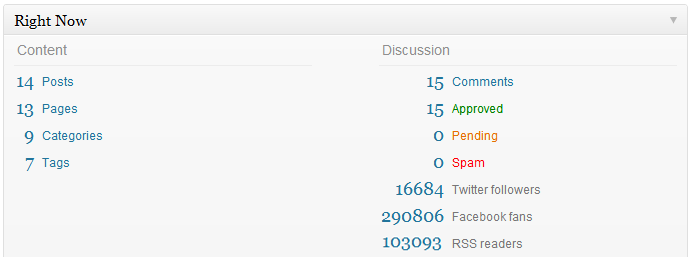 Right Now
Content
14 Posts
13 Pages
9 Categories
7 Tags
Discussion
15 Comments
15 Approved
0 Pending
0 Spam
16684 Twitter followers
290806 Facebook fans
103093 RSS readers